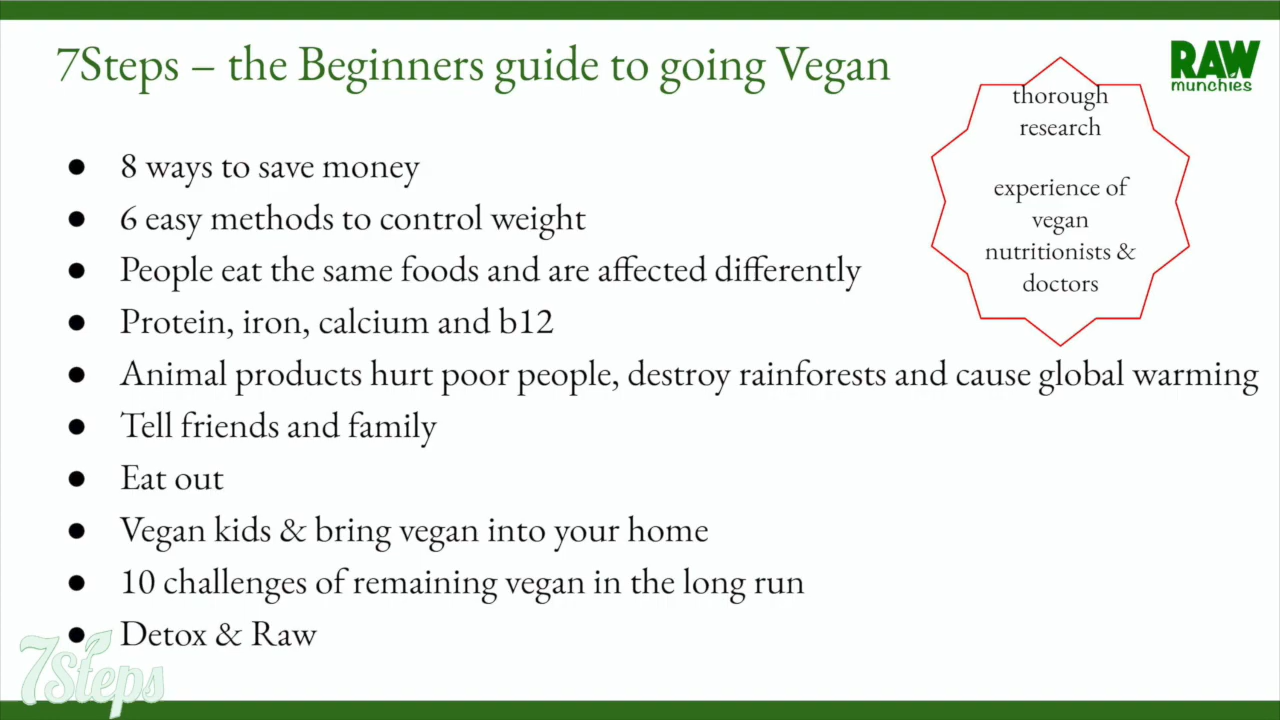 7Steps – the Beginners guide to going Vegan
RAW
munchies
thorough
research
experience of
vegan
nutritionists &
doctors
● 8 ways to save money
● 6 easy methods to control weight
● People eat the same foods and are affected differently
● Protein, iron, calcium and b12
● Animal products hurt poor people, destroy rainforests and cause global warming
● Tell friends and family
● Eat out
● Vegan kids & bring vegan into your home
● 10 challenges of remaining vegan in the long run
● Detox & Raw
7Steps